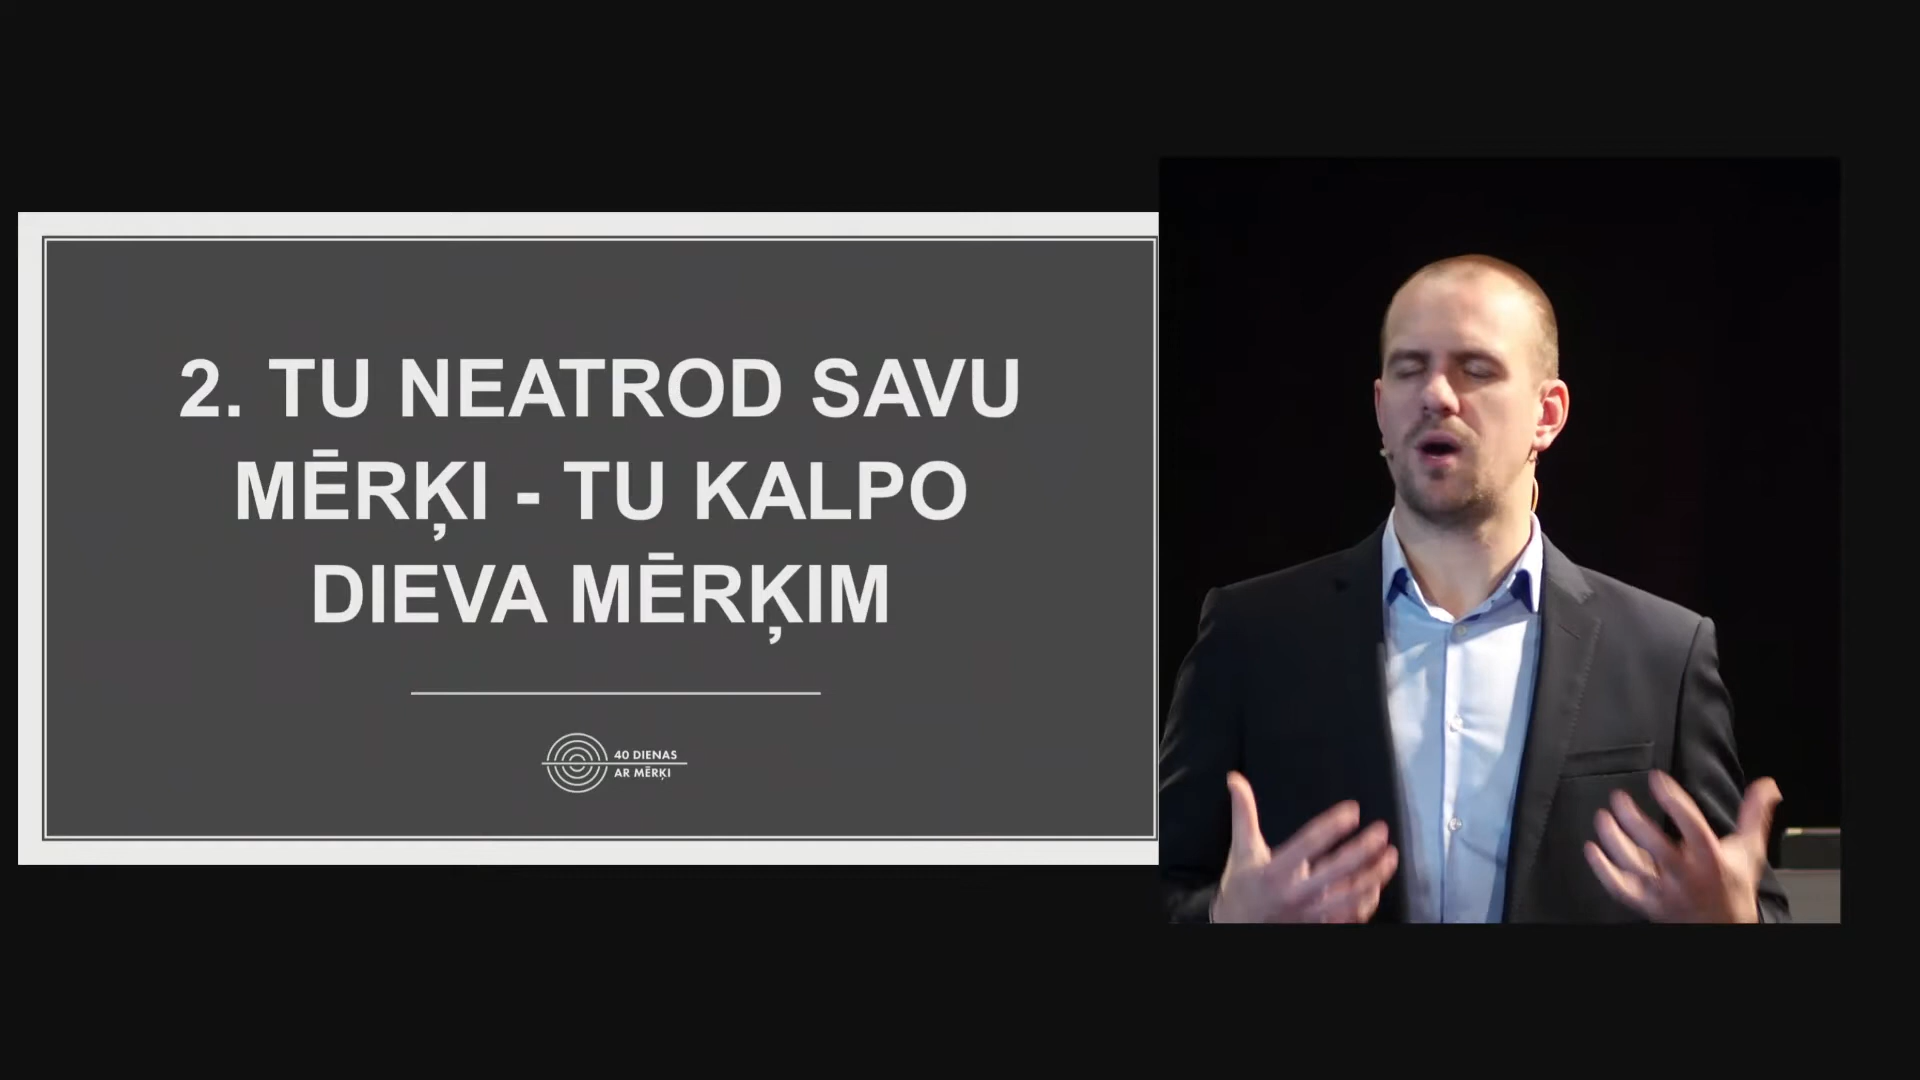 2. TU NEATROD SAVU
MĒRĶI - TU KALPO
DIEVA MĒRĶIM
40 DIENAS
AR MĒRĶI